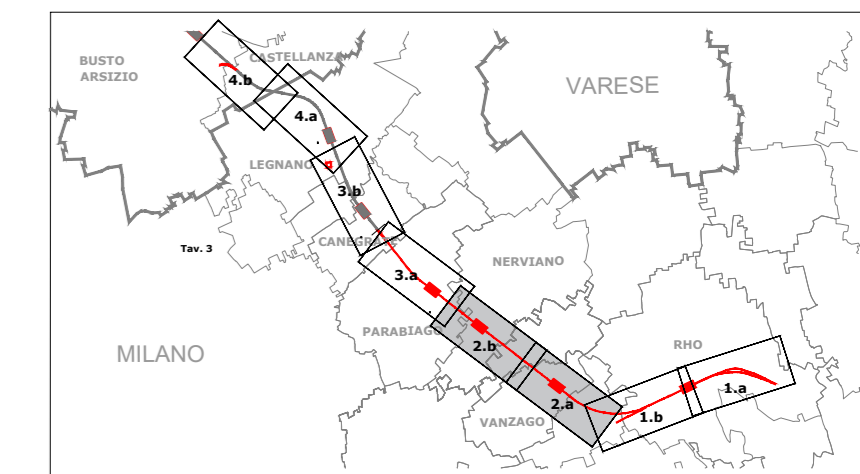 BUSTO
ARSIZIO
CASTELLANZA
4.b
VARESE
4.a
LEGNANO
3.b
CANEGRATE
Tav. 3
NERVIANO
3.a
PARABIAGO
2.b
MILANO
RHO
1.a
2.a
1.b
VANZAGO